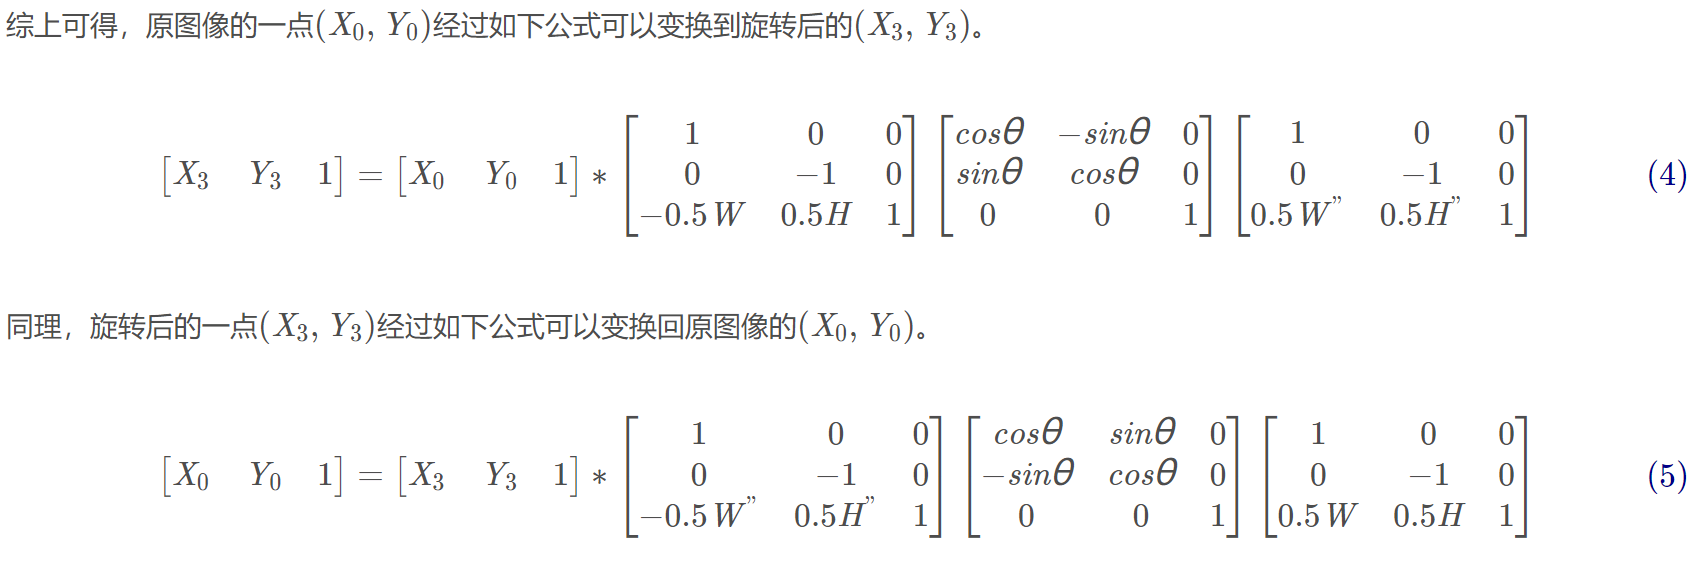 综上可得，原图像的一点(X₀, Y₀)经过如下公式可以变换到旋转后的(X₃, Y₃)。
[X₃ Y₃ 1] = [X₀ Y₀ 1] * [1 0 0; 0 −1 0; −0.5W 0.5H 1] [cosθ −sinθ 0; sinθ cosθ 0; 0 0 1] [1 0 0; 0 −1 0; 0.5W” 0.5H” 1] (4)
同理，旋转后的一点(X₃, Y₃)经过如下公式可以变换回原图像的(X₀, Y₀)。
[X₀ Y₀ 1] = [X₃ Y₃ 1] * [1 0 0; 0 −1 0; −0.5W” 0.5H” 1] [cosθ sinθ 0; −sinθ cosθ 0; 0 0 1] [1 0 0; 0 −1 0; 0.5W 0.5H 1] (5)